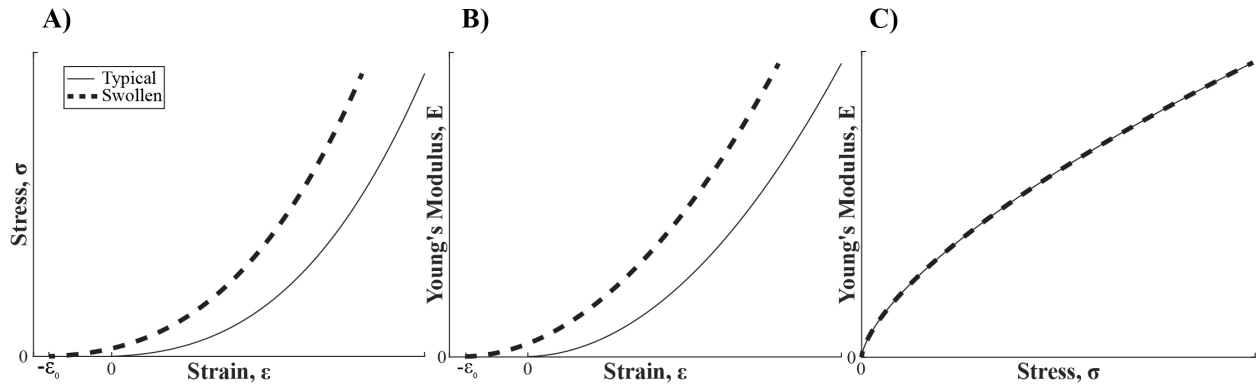 A)
Typical
Swollen
Stress, σ
0
-ε₀
0
Strain, ε
B)
Young's Modulus, E
0
-ε₀
0
Strain, ε
C)
Young's Modulus, E
0
0
Stress, σ